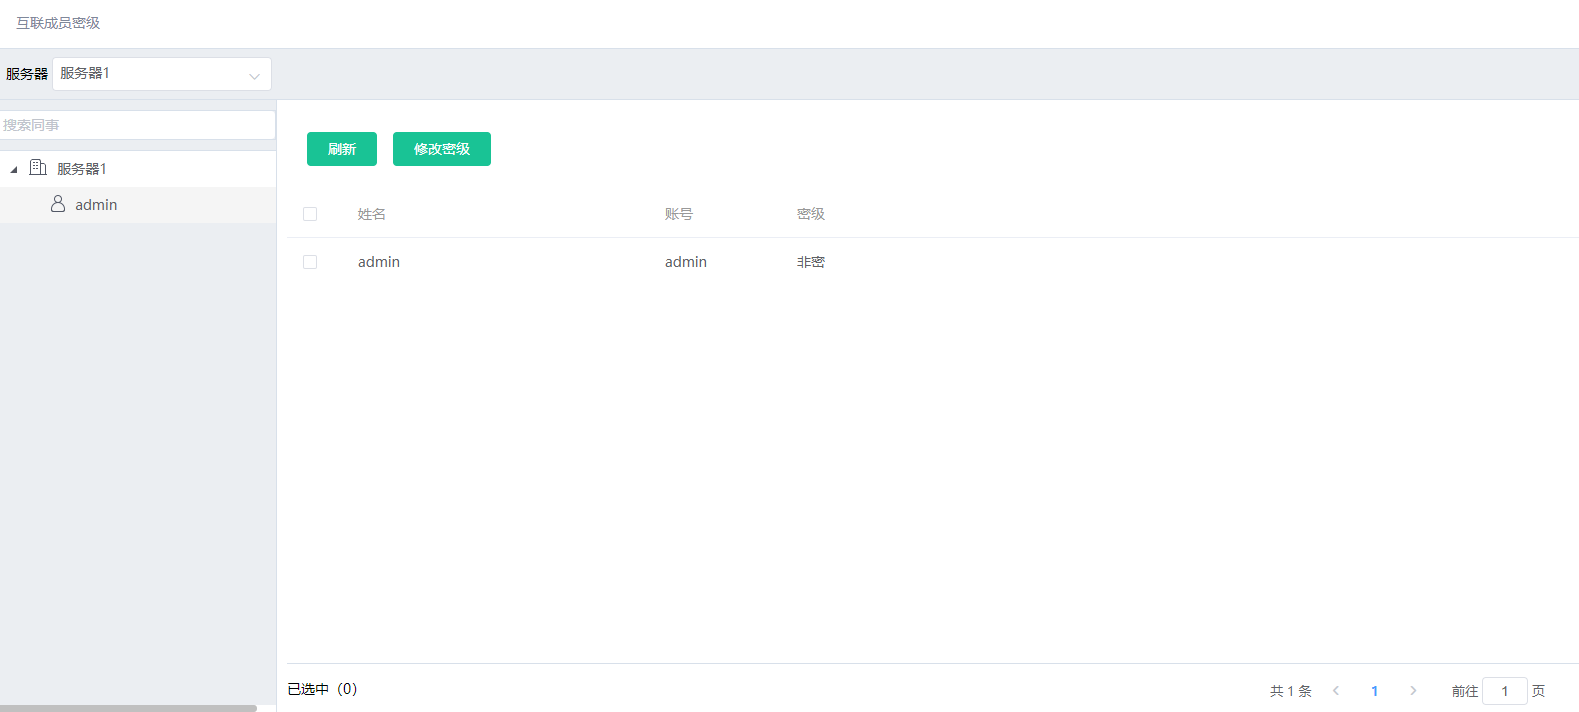 互联成员密级
服务器 服务器1
搜索同事
服务器1
admin
刷新 修改密级
姓名 账号 密级
admin admin 非密
已选中（0）
共 1 条 1 前往 1 页